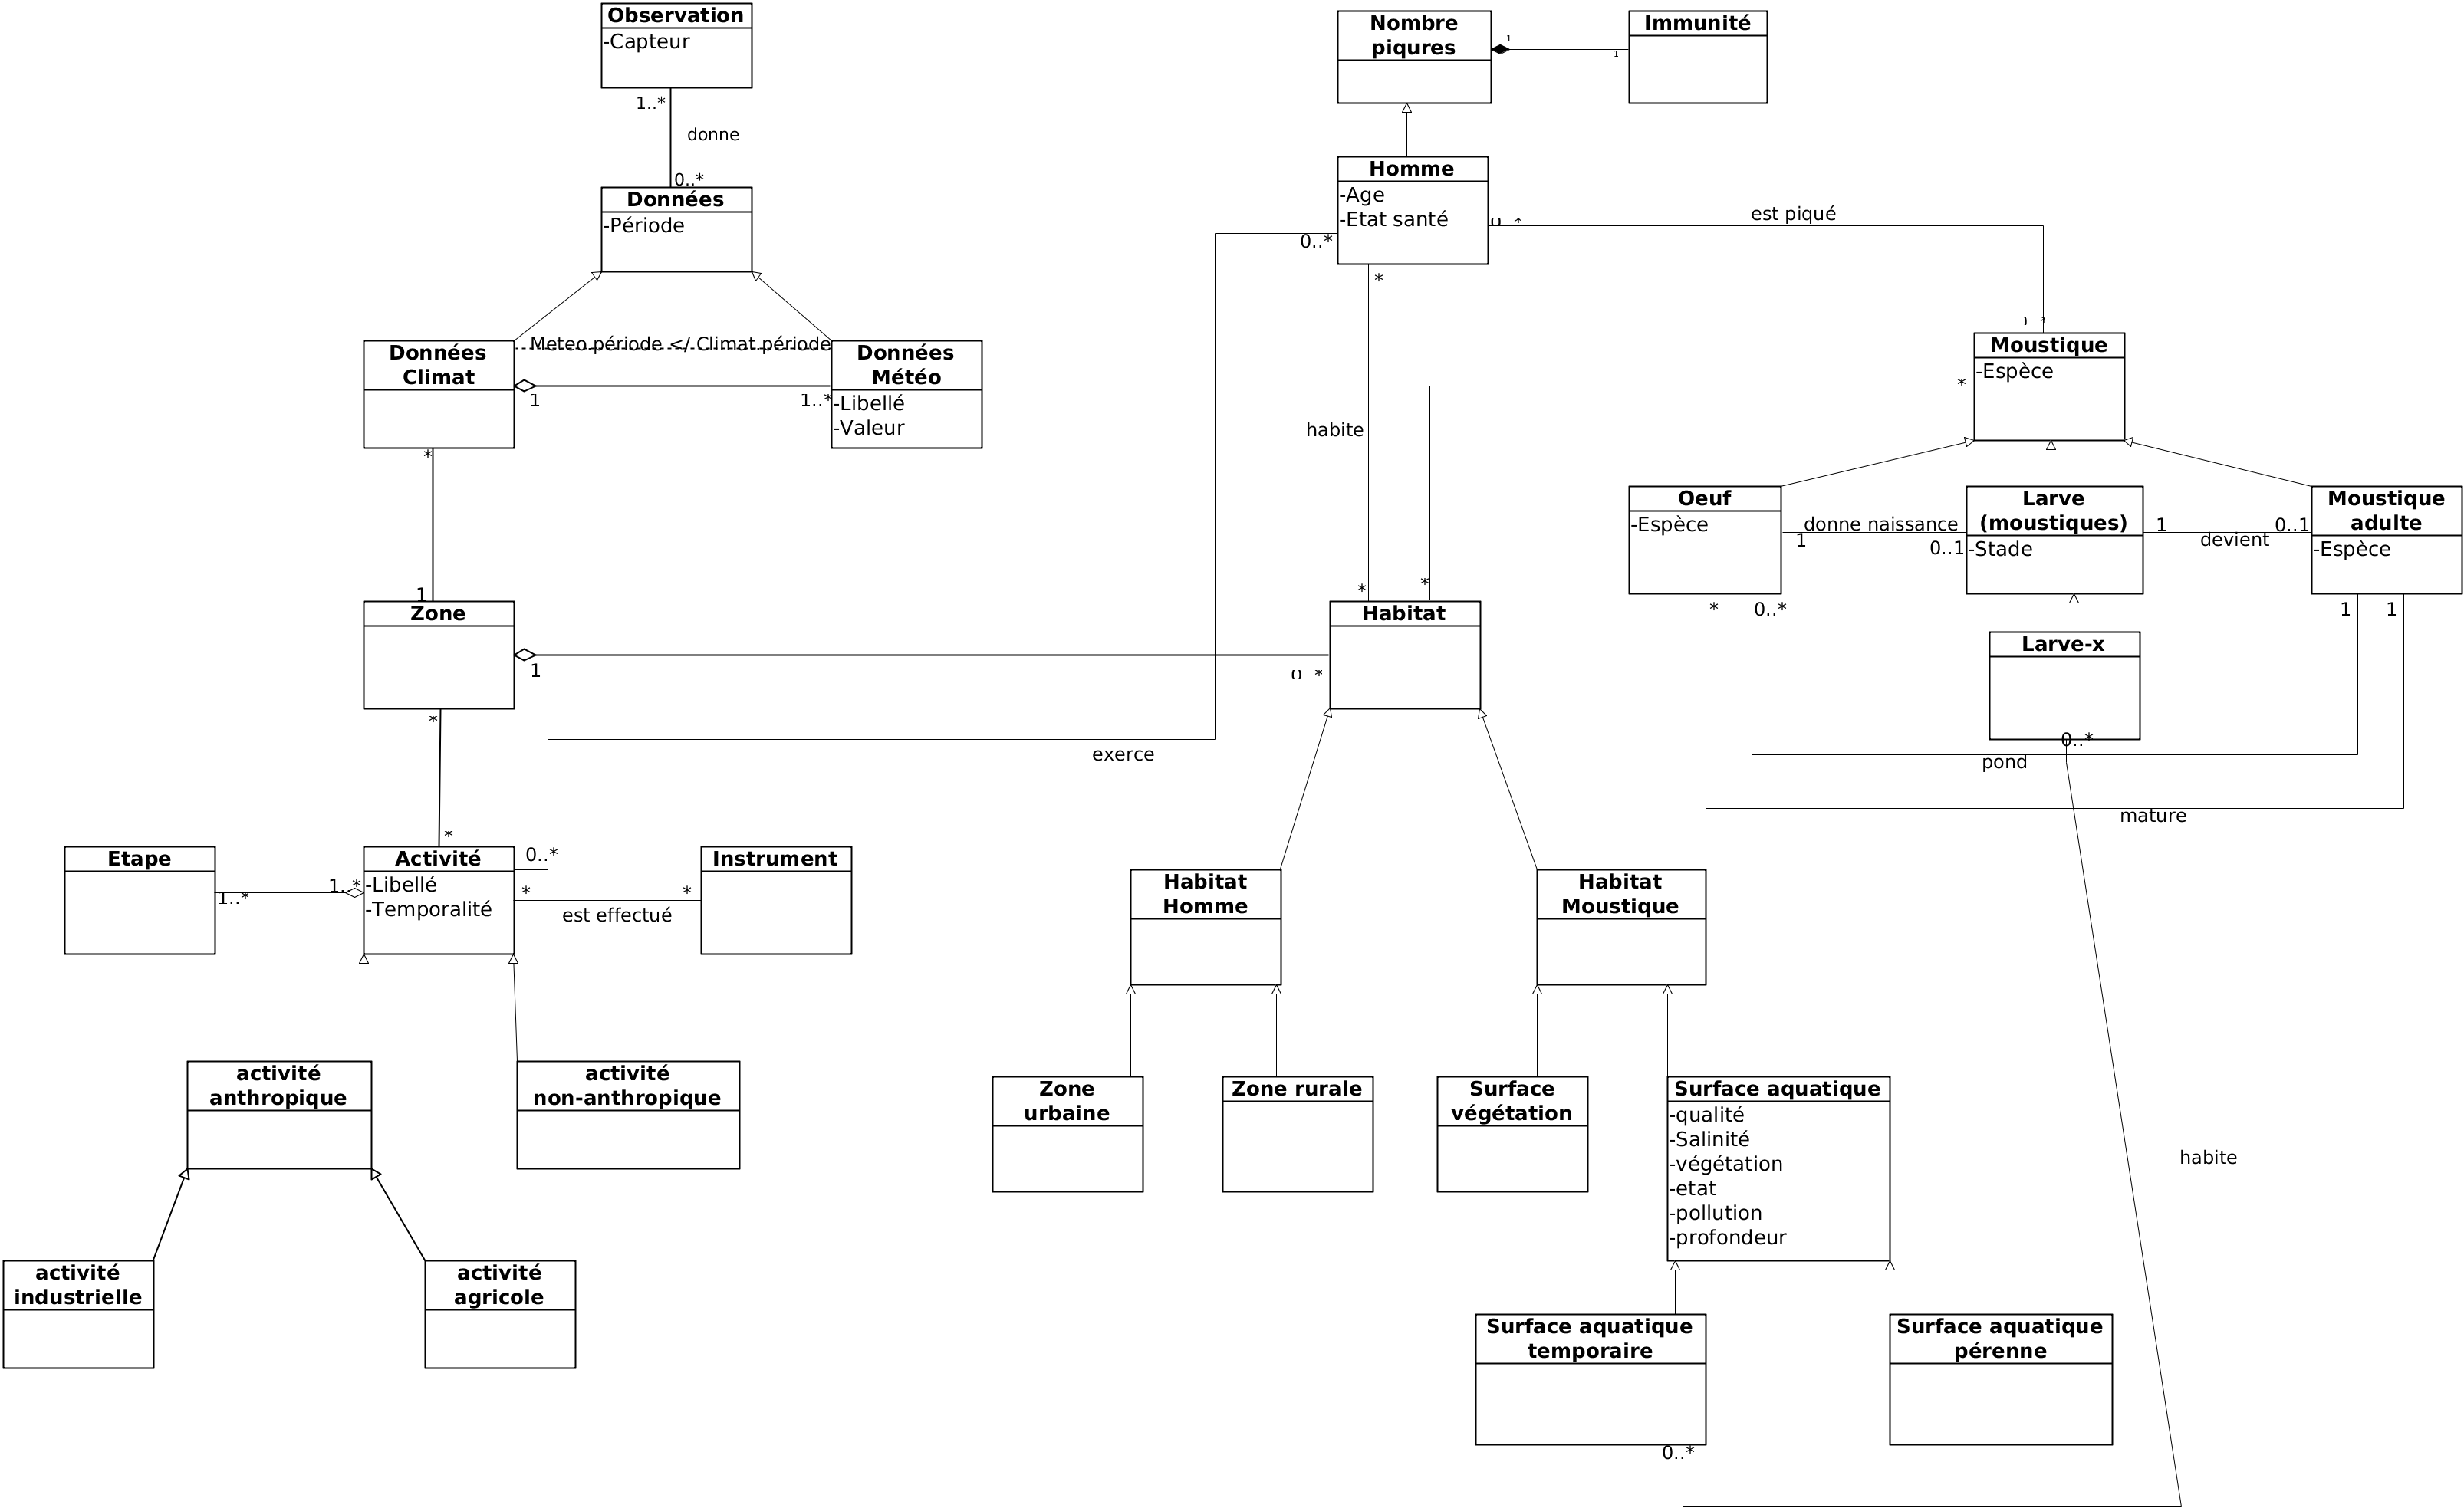 Observation
-Capteur
1..*
donne
0..*
Données
-Période
Meteo.période </ Climat.période
Données
Climat
1
1..*
Données
Météo
-Libellé
-Valeur
*
1
Zone
1
0..*
*
*
Etape
1..*
1..*
Activité
-Libellé
-Temporalité
0..*
*
*
est effectué
Instrument
exerce
activité
anthropique
activité
non-anthropique
activité
industrielle
activité
agricole
Nombre
piqures
1
1
Immunité
Homme
-Age
-Etat santé
0..*
0..*
est piqué
0..*
*
habite
*
*
*
Moustique
-Espèce
Oeuf
-Espèce
donne naissance
1
0..1
Larve
(moustiques)
-Stade
1
0..1
devient
Moustique
adulte
-Espèce
*
0..*
1
1
Larve-x
0..*
pond
mature
Habitat
Habitat
Homme
Habitat
Moustique
Zone
urbaine
Zone rurale
Surface
végétation
Surface aquatique
-qualité
-Salinité
-végétation
-etat
-pollution
-profondeur
habite
Surface aquatique
temporaire
Surface aquatique
pérenne
0..*